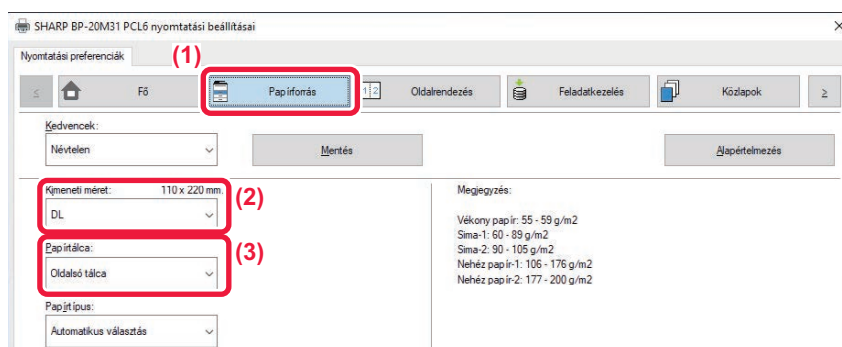 SHARP BP-20M31 PCL6 nyomtatási beállításai
Nyomtatási preferenciák
(1)
Fő
Papírforrás
1 2
Oldalrendezés
Feladatkezelés
Közlapok
Kedvencek:
Névtelen
Mentés
Alapértelmezés
Kimeneti méret: 110 x 220 mm.
(2)
DL
Papírtálca:
(3)
Oldalsó tálca
Papírtípus:
Automatikus választás
Megjegyzés:
Vékony papír: 55 - 59 g/m2
Sima-1: 60 - 89 g/m2
Sima-2: 90 - 105 g/m2
Nehéz papír-1: 106 - 176 g/m2
Nehéz papír-2: 177 - 200 g/m2